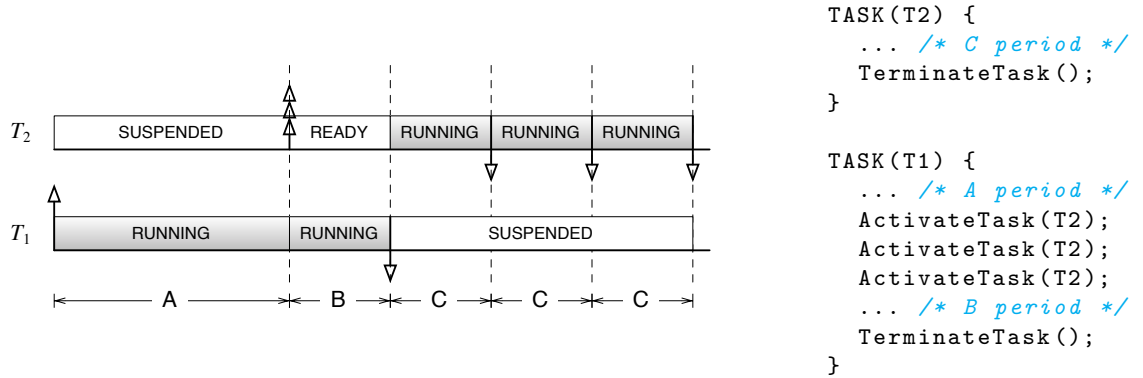 T2 SUSPENDED READY RUNNING RUNNING RUNNING
T1 RUNNING RUNNING SUSPENDED
A B C C C
TASK(T2) {
... /* C period */
TerminateTask();
}
TASK(T1) {
... /* A period */
ActivateTask(T2);
ActivateTask(T2);
ActivateTask(T2);
... /* B period */
TerminateTask();
}